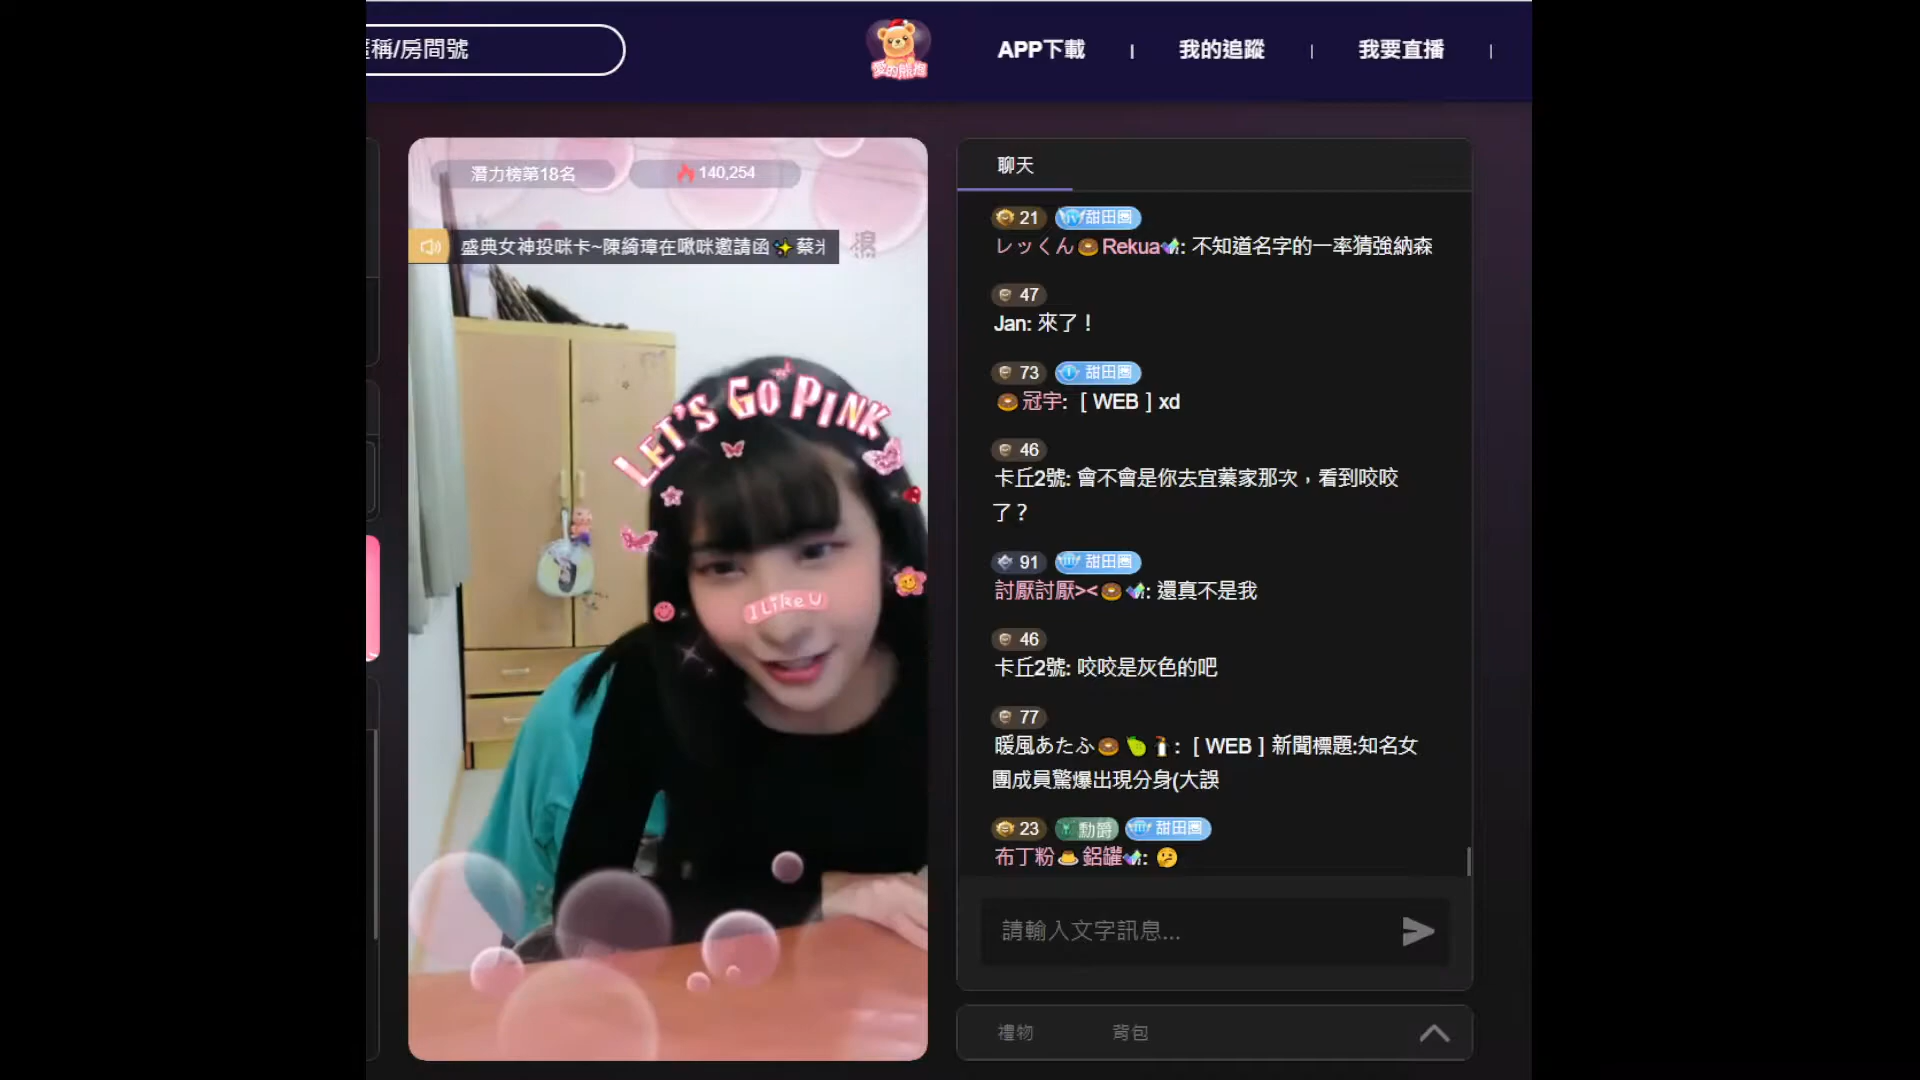 稱/房間號
愛的熊抱
APP下載
我的追蹤
我要直播
潛力榜第18名
140,254
盛典女神投咪卡~陳綺璋在啾咪邀請函✨蔡
LET'S GO PINK
I Like U
聊天
21 IV 甜田圈
レッくん🍩Rekua: 不知道名字的一率猜強納森
47
Jan: 來了！
73 I 甜田圈
🍩冠宇: [ WEB ] xd
46
卡丘2號: 會不會是你去宜蓁家那次，看到咬咬
了？
91 III 甜田圈
討厭討厭><🍩: 還真不是我
46
卡丘2號: 咬咬是灰色的吧
77
暖風あたふ🍩🍐: [ WEB ] 新聞標題:知名女
團成員驚爆出現分身(大誤
23 勳爵 III 甜田圈
布丁粉🍮鋁罐: 🤔
請輸入文字訊息...
禮物
背包